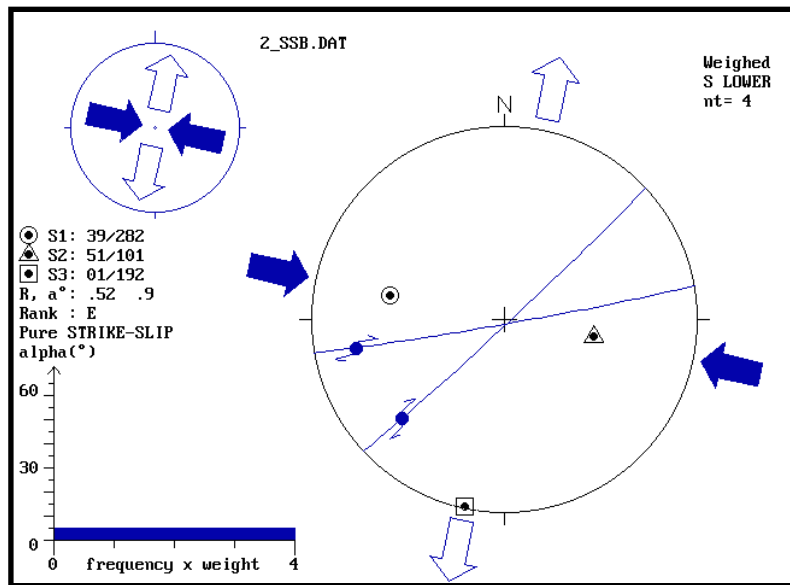 2_SSB.DAT
Weighed
S LOWER
nt= 4
N
S1: 39/282
S2: 51/101
S3: 01/192
R, a°: .52 .9
Rank : E
Pure STRIKE-SLIP
alpha(°)
60
30
0
0 frequency x weight 4